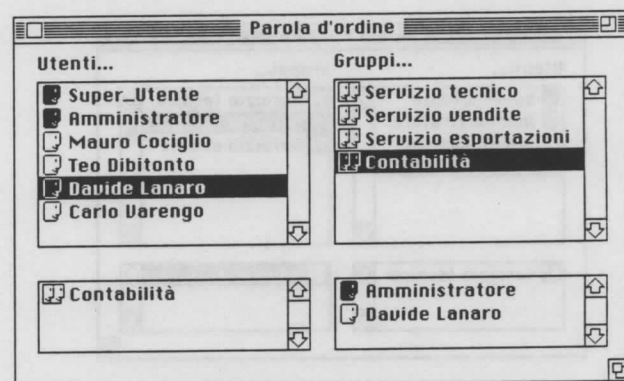 Parola d'ordine
Utenti...
Super_Utente
Amministratore
Mauro Cociglio
Teo Dibitonto
Davide Lanaro
Carlo Varengo
Contabilità
Gruppi...
Servizio tecnico
Servizio vendite
Servizio esportazioni
Contabilità
Amministratore
Davide Lanaro